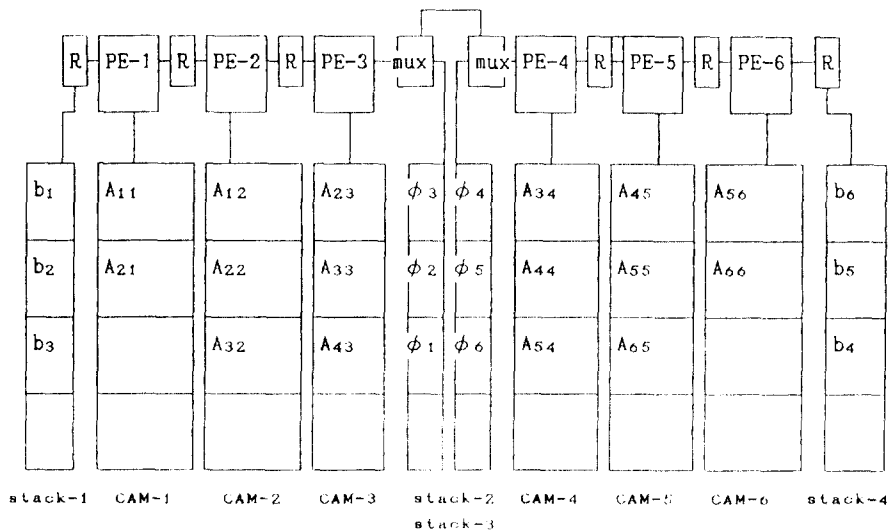 R PE-1 R PE-2 R PE-3 mux mux PE-4 R PE-5 R PE-6 R
b1 A11 A12 A23 ϕ3 ϕ4 A34 A45 A56 b6
b2 A21 A22 A33 ϕ2 ϕ5 A44 A55 A66 b5
b3 A32 A43 ϕ1 ϕ6 A54 A65 b4
stack-1 CAM-1 CAM-2 CAM-3 stack-2 CAM-4 CAM-5 CAM-6 stack-4
stack-3